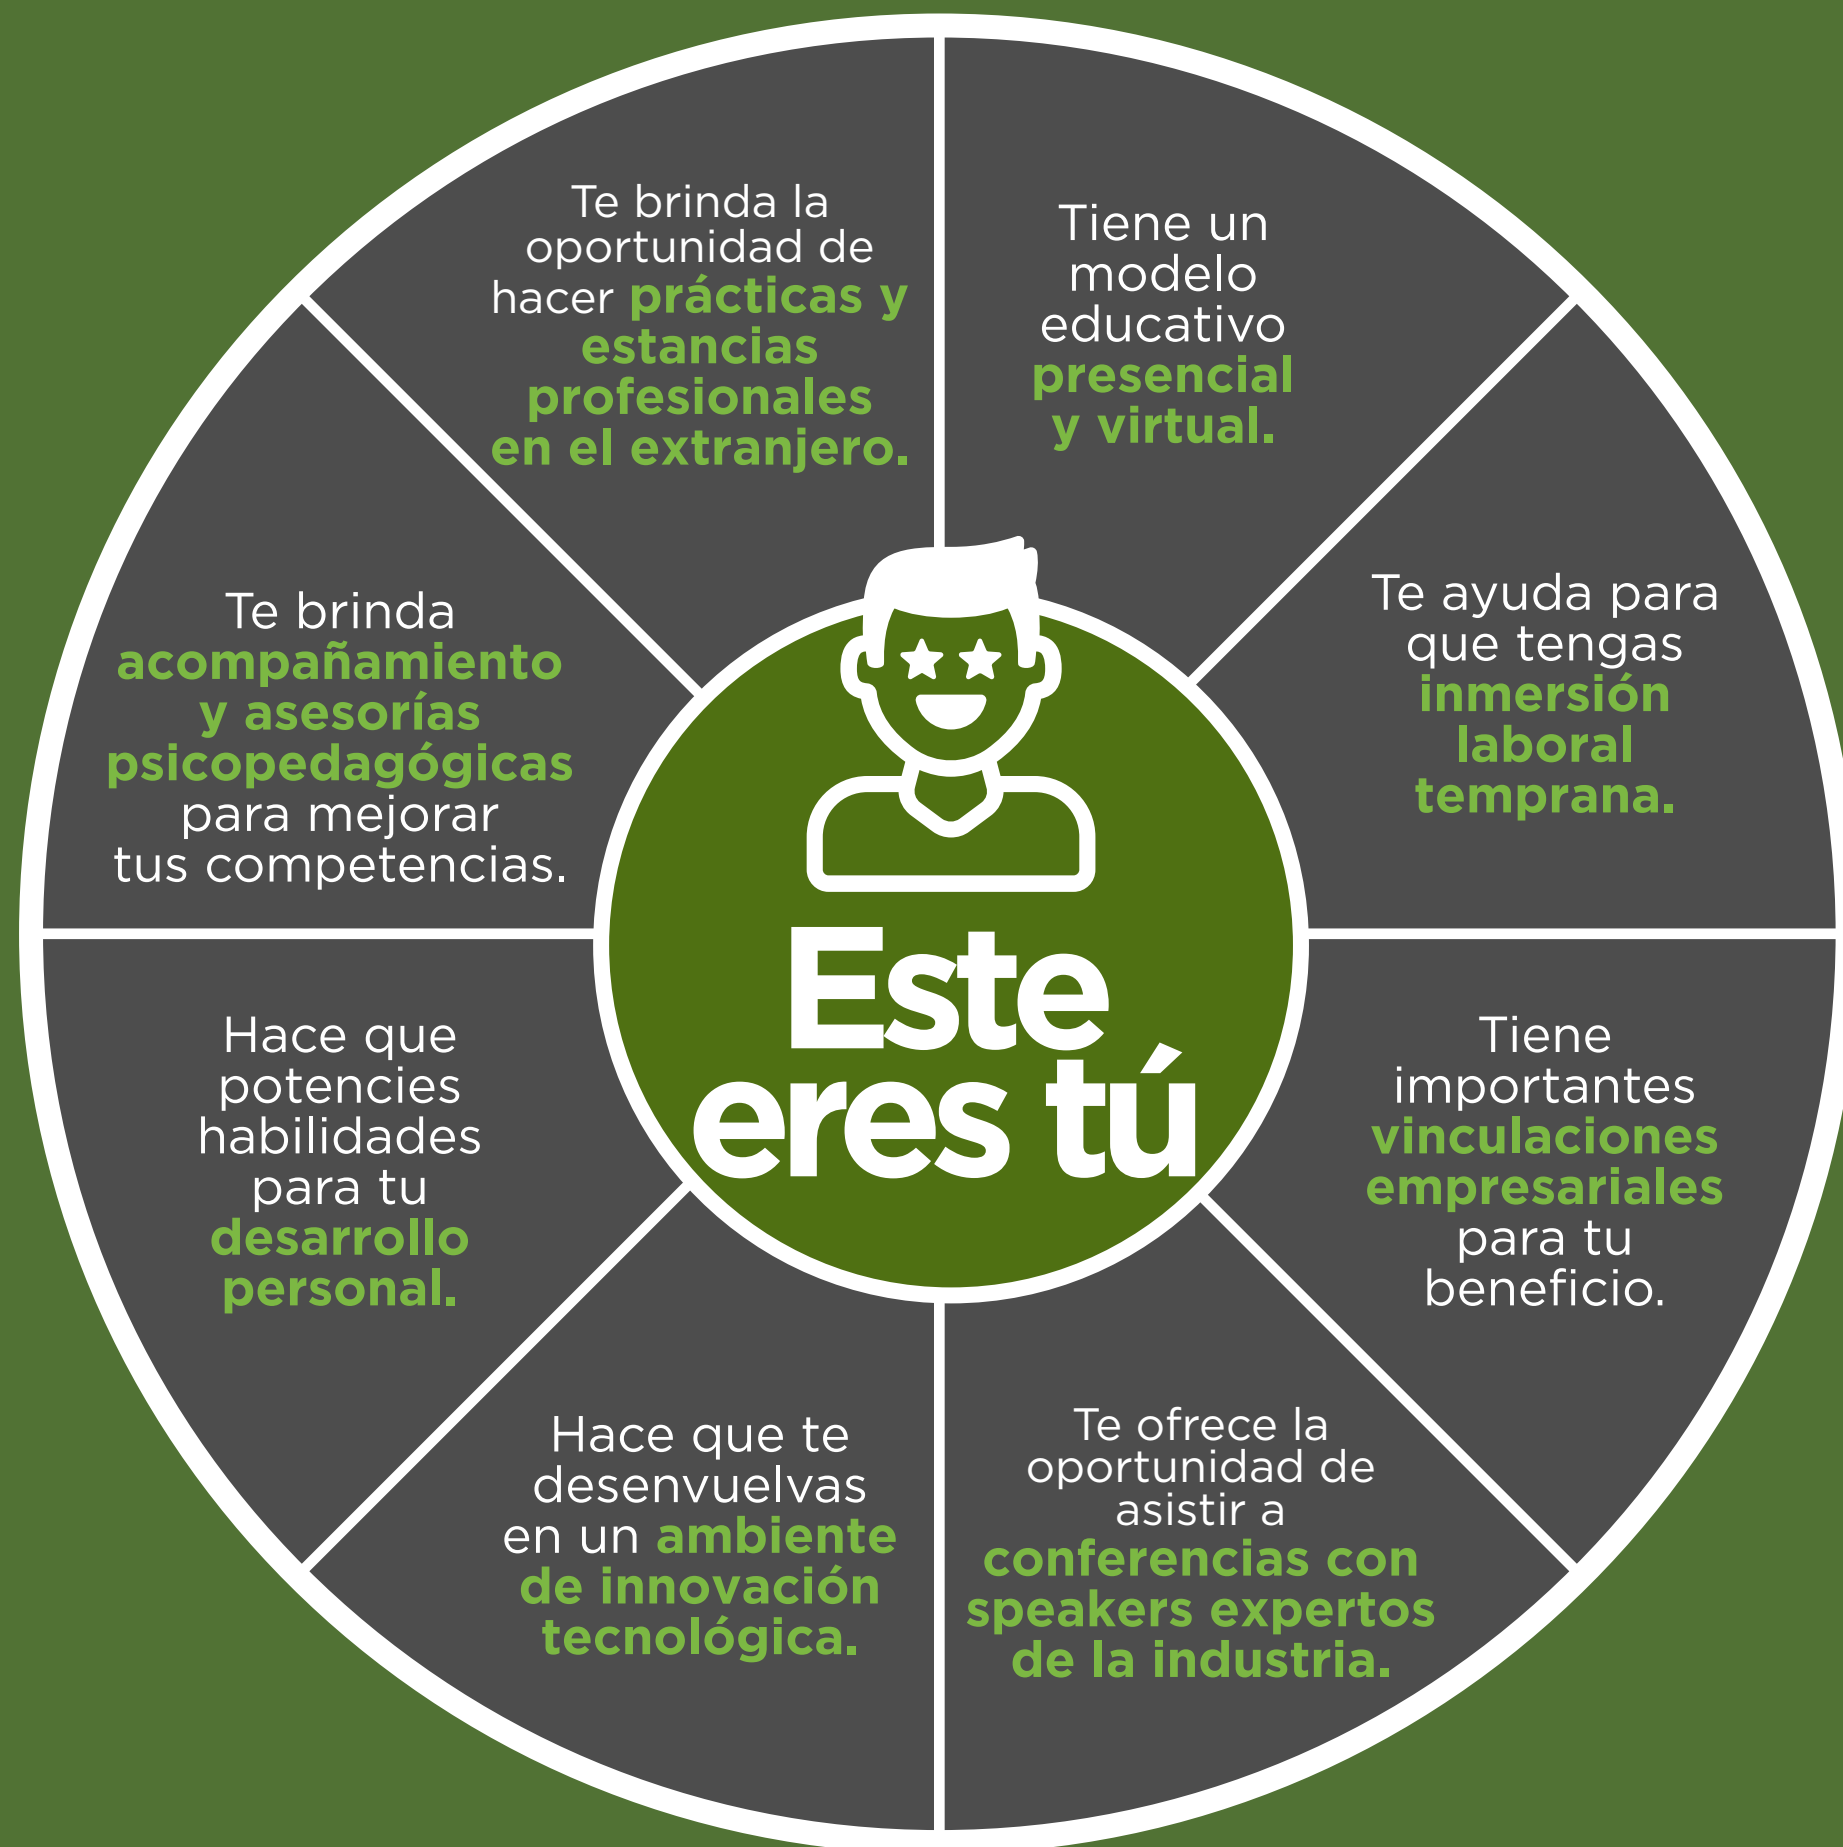 Te brinda la
oportunidad de
hacer prácticas y
estancias
profesionales
en el extranjero.
Tiene un
modelo
educativo
presencial
y virtual.
Te ayuda para
que tengas
inmersión
laboral
temprana.
Tiene
importantes
vinculaciones
empresariales
para tu
beneficio.
Te ofrece la
oportunidad de
asistir a
conferencias con
speakers expertos
de la industria.
Hace que te
desenvuelvas
en un ambiente
de innovación
tecnológica.
Hace que
potencies
habilidades
para tu
desarrollo
personal.
Te brinda
acompañamiento
y asesorías
psicopedagógicas
para mejorar
tus competencias.
Este
eres tú